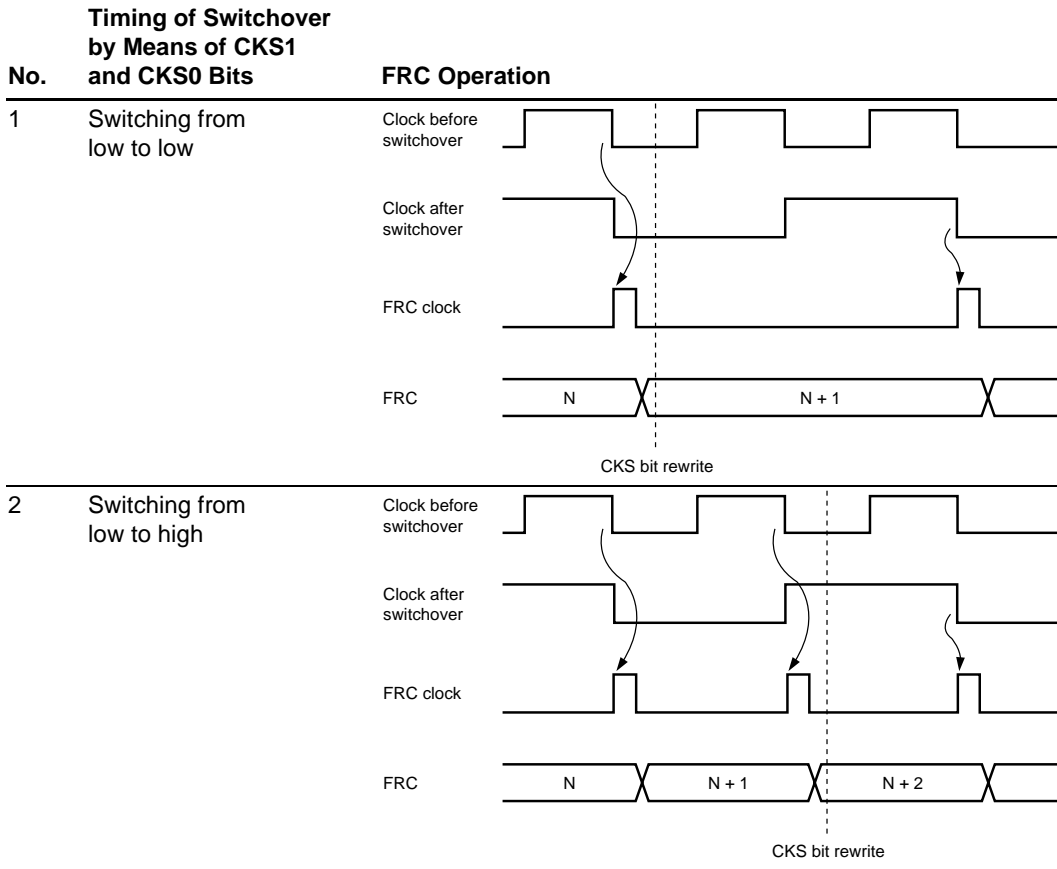 No.
Timing of Switchover
by Means of CKS1
and CKS0 Bits
FRC Operation
1
Switching from
low to low
Clock before
switchover
Clock after
switchover
FRC clock
FRC
N
N + 1
CKS bit rewrite
2
Switching from
low to high
Clock before
switchover
Clock after
switchover
FRC clock
FRC
N
N + 1
N + 2
CKS bit rewrite